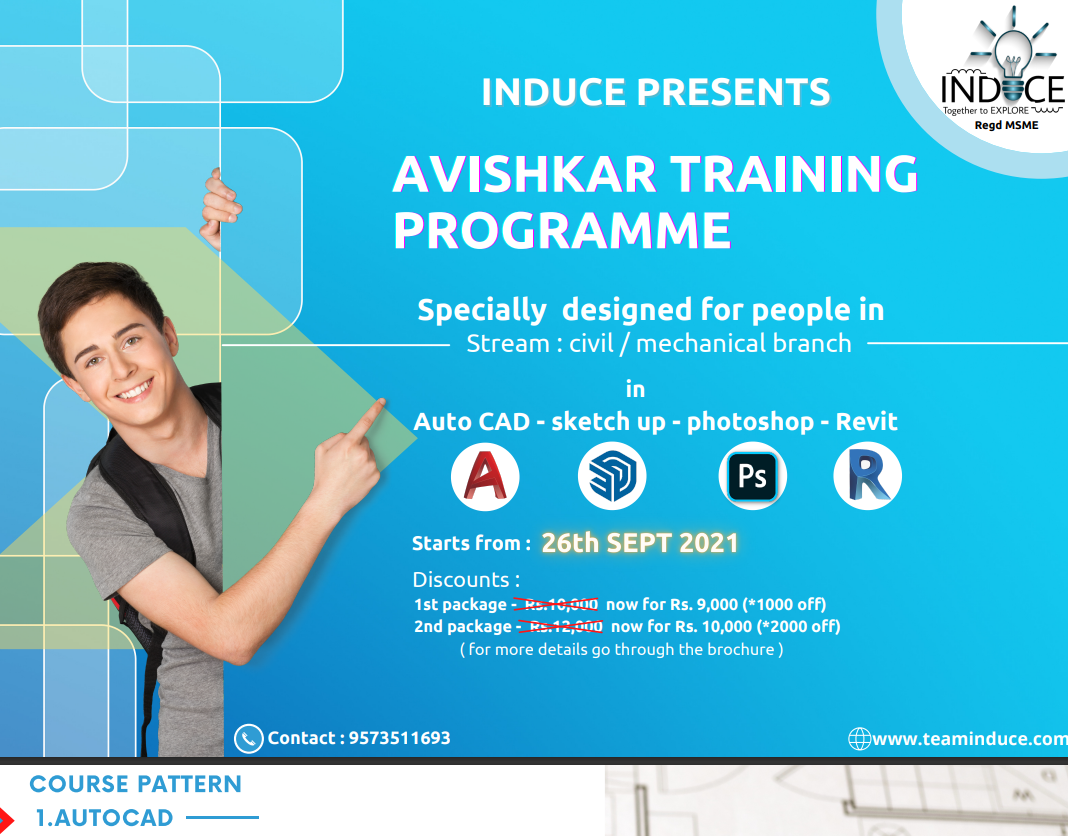 INDUCE
Together to EXPLORE
Regd MSME
INDUCE PRESENTS
AVISHKAR TRAINING
PROGRAMME
Specially designed for people in
Stream : civil / mechanical branch
in
Auto CAD - sketch up - photoshop - Revit
A
Ps
R
Starts from : 26th SEPT 2021
Discounts :
1st package - Rs.10,000 now for Rs. 9,000 (*1000 off)
2nd package - Rs.12,000 now for Rs. 10,000 (*2000 off)
( for more details go through the brochure )
Contact : 9573511693
www.teaminduce.com
COURSE PATTERN
1.AUTOCAD